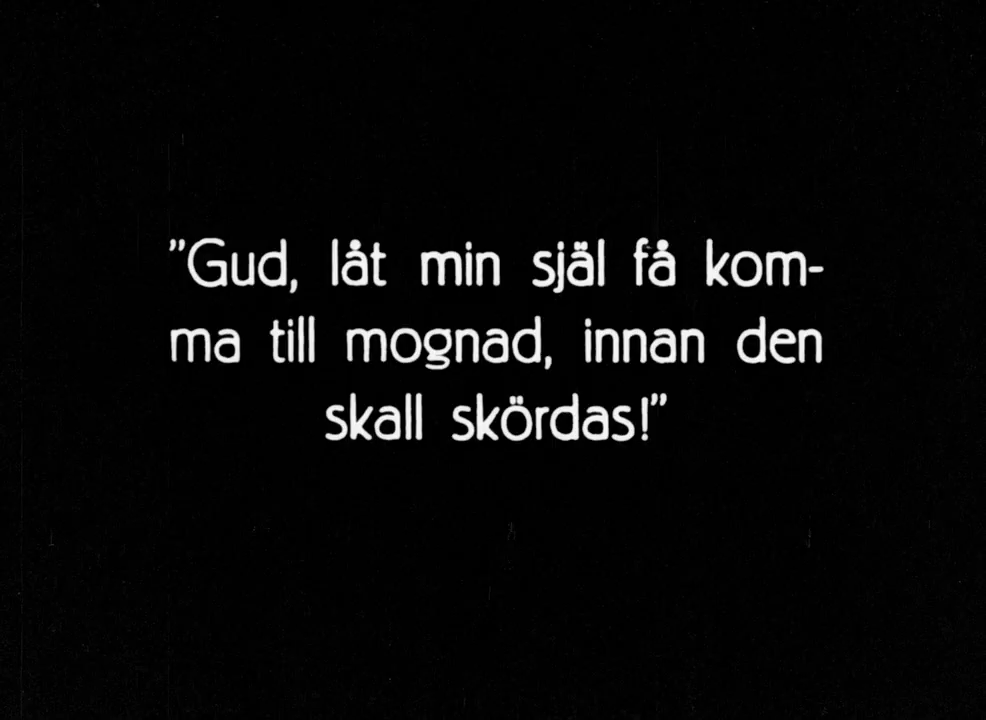 ”Gud, låt min själ få kom-
ma till mognad, innan den
skall skördas!”